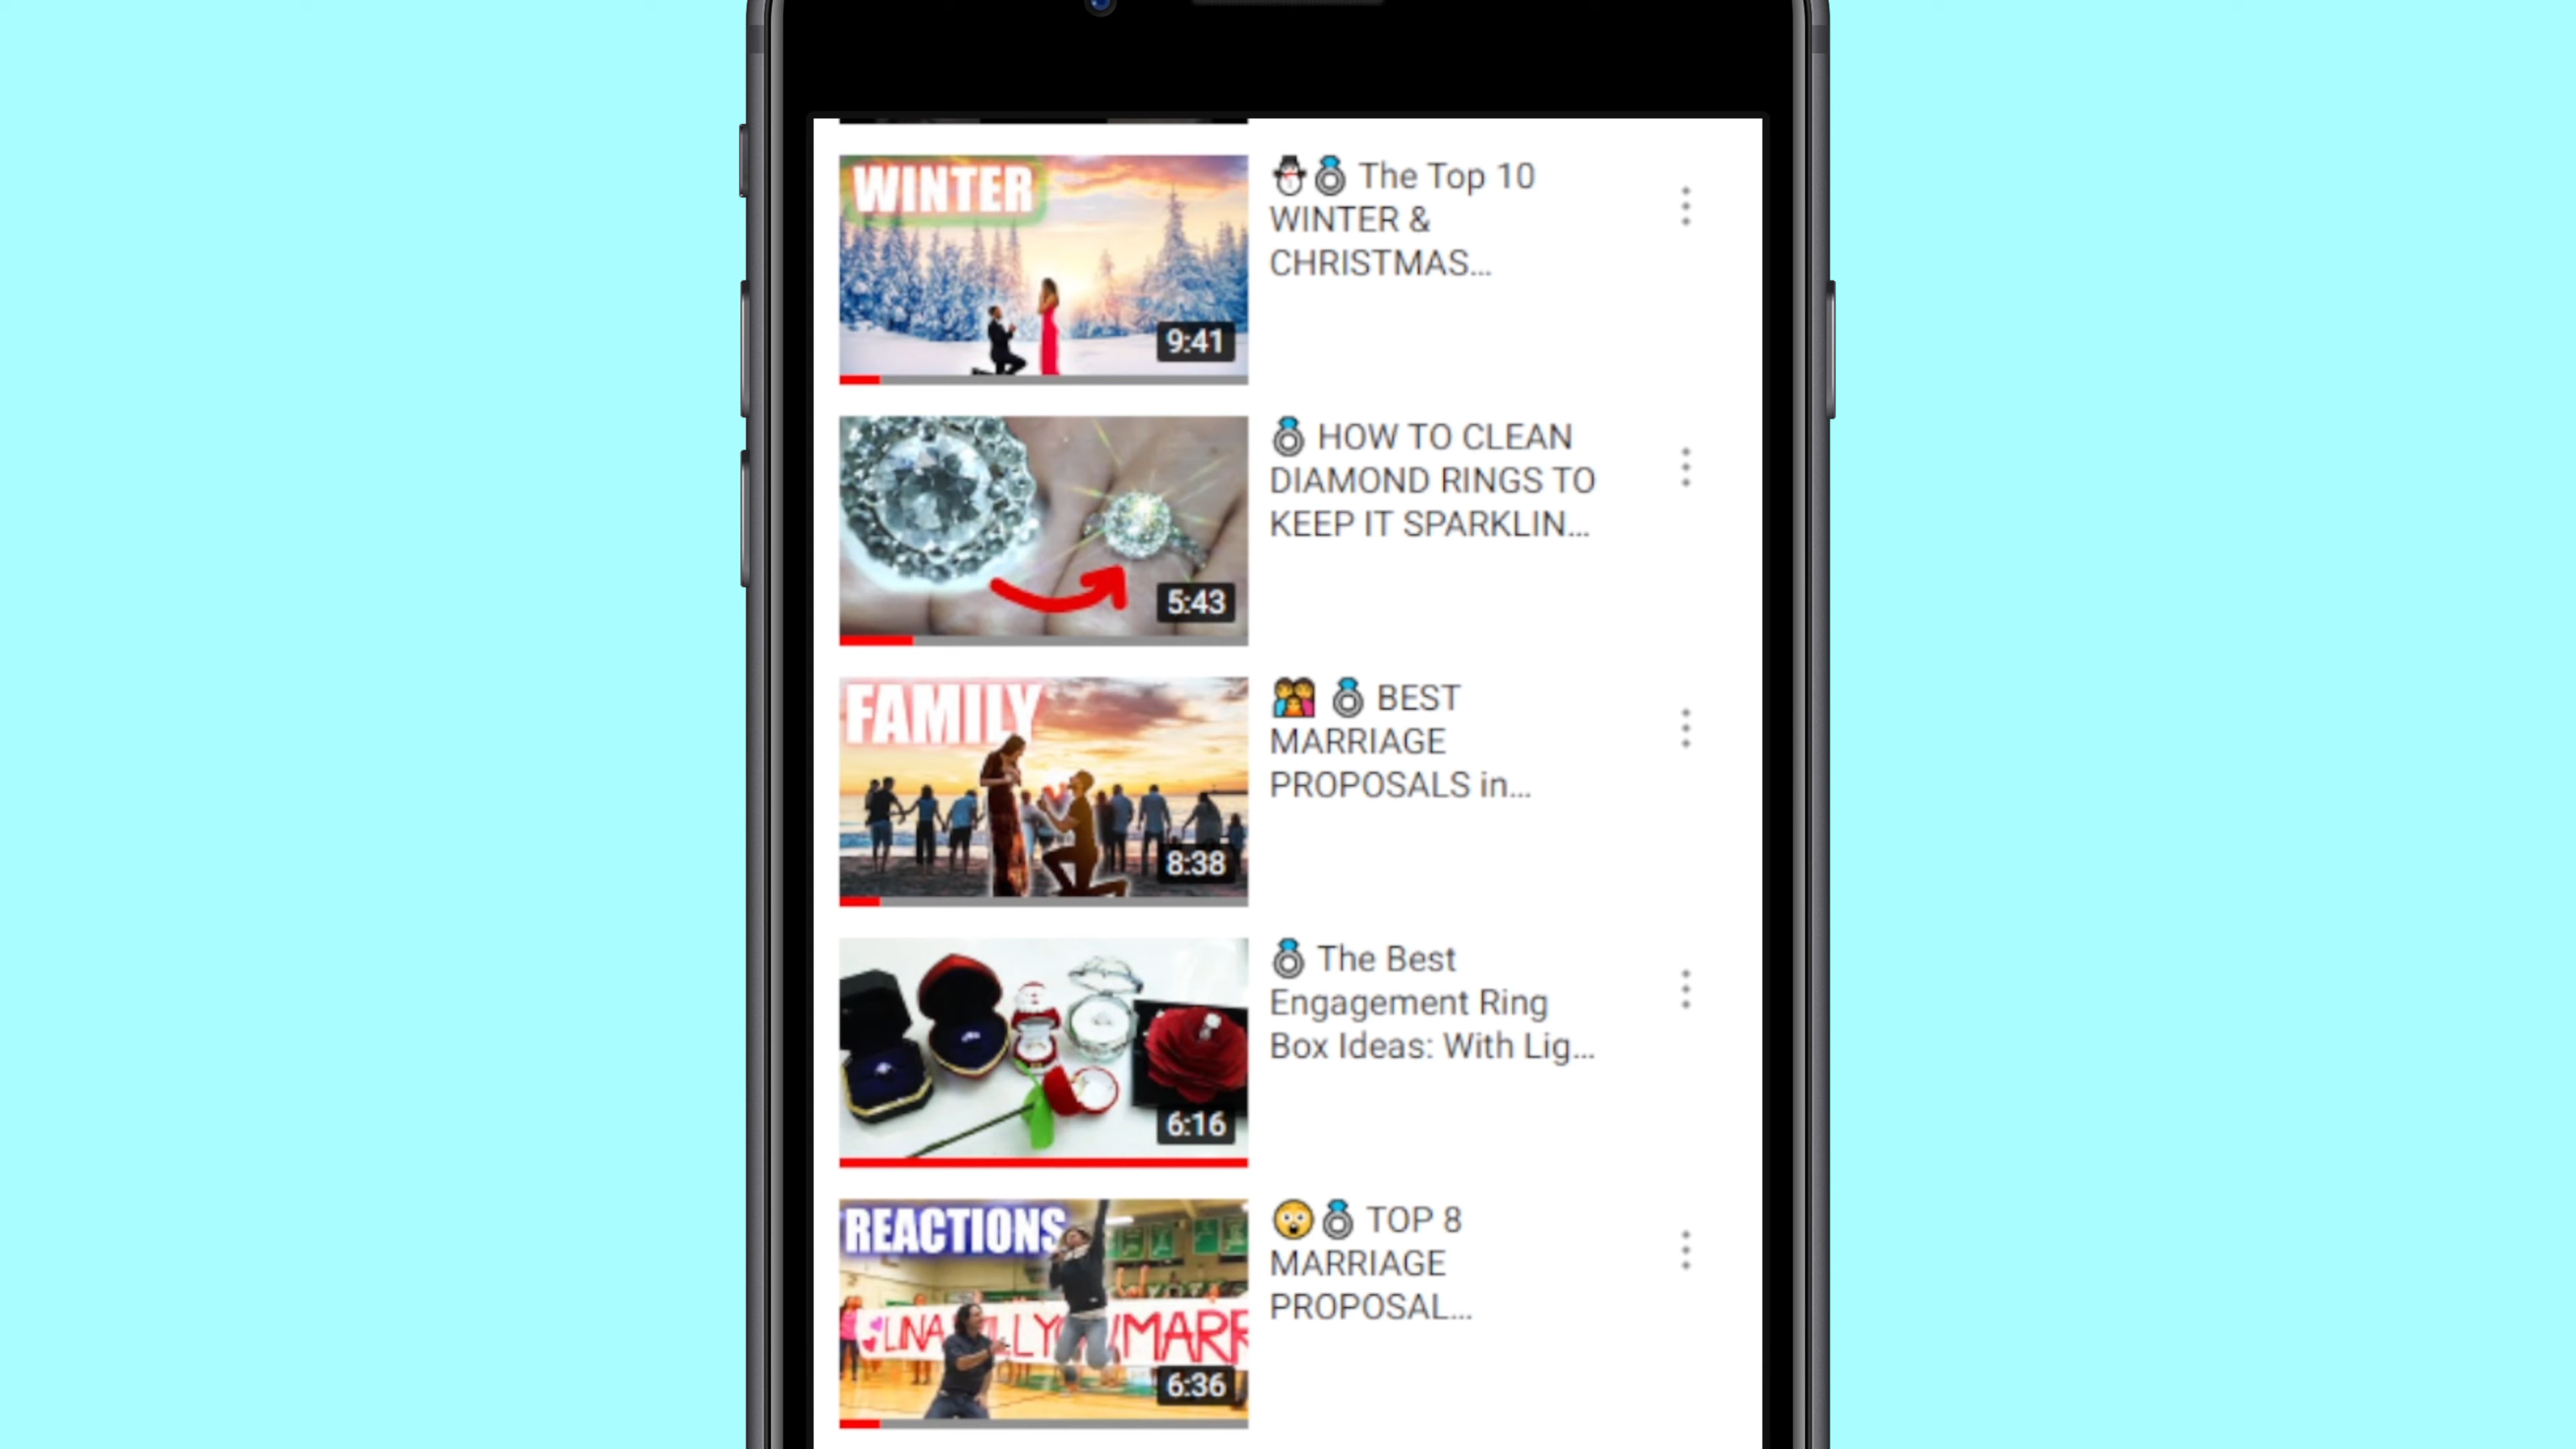 WINTER
9:41
The Top 10
WINTER &
CHRISTMAS...
5:43
HOW TO CLEAN
DIAMOND RINGS TO
KEEP IT SPARKLIN...
FAMILY
8:38
BEST
MARRIAGE
PROPOSALS in...
6:16
The Best
Engagement Ring
Box Ideas: With Lig...
REACTIONS
MARR
6:36
TOP 8
MARRIAGE
PROPOSAL...